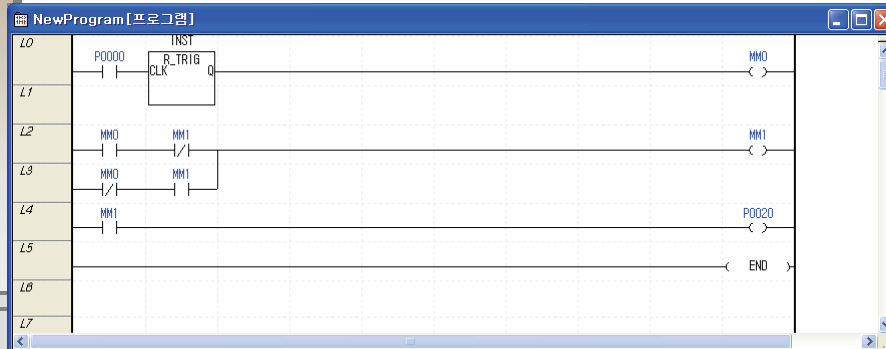 NewProgram[프로그램]
L0
INST
P0000
R_TRIG
MM0
CLK Q
L1
L2
MM0 MM1 MM1
L3
MM0 MM1
L4
MM1 P0020
L5
END
L6
L7